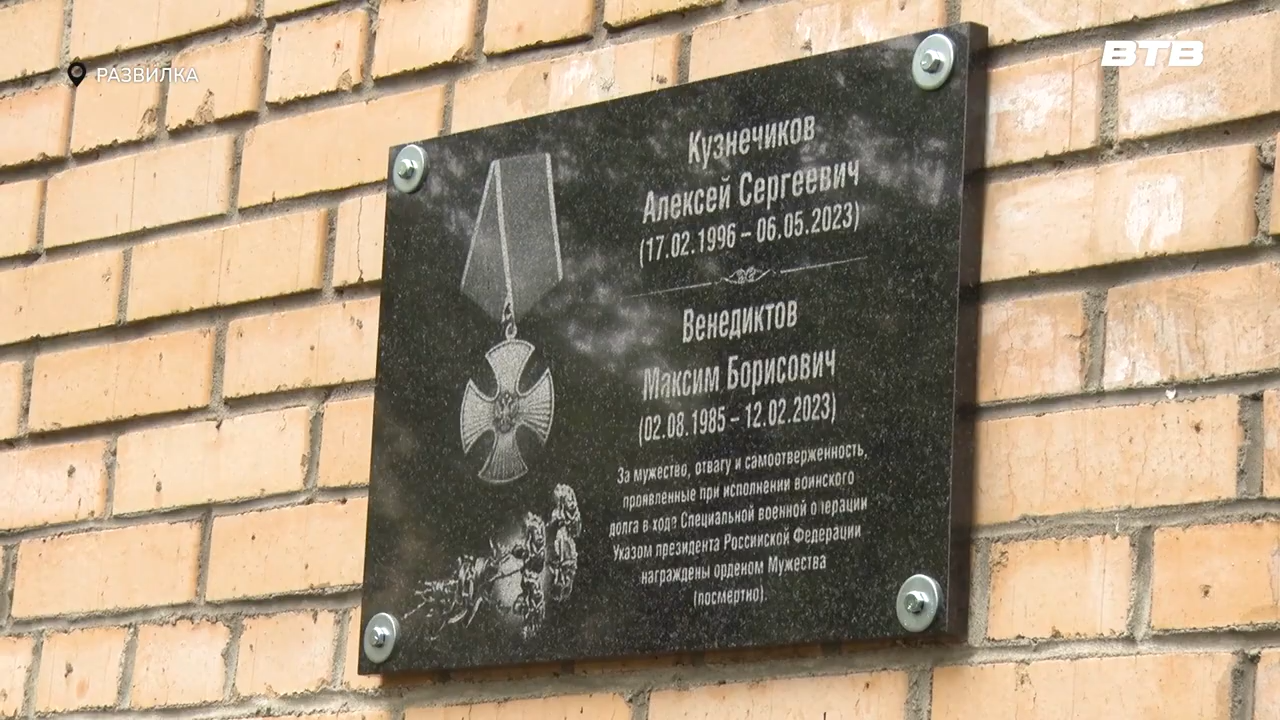 РАЗВИЛКА
ВТВ
Кузнечиков
Алексей Сергеевич
(17.02.1996 – 06.05.2023)
Венедиктов
Максим Борисович
(02.08.1985 – 12.02.2023)
За мужество, отвагу и самоотверженность,
проявленные при исполнении воинского
долга в ходе Специальной военной операции
Указом президента Российской Федерации
награждены орденом Мужества
(посмертно).